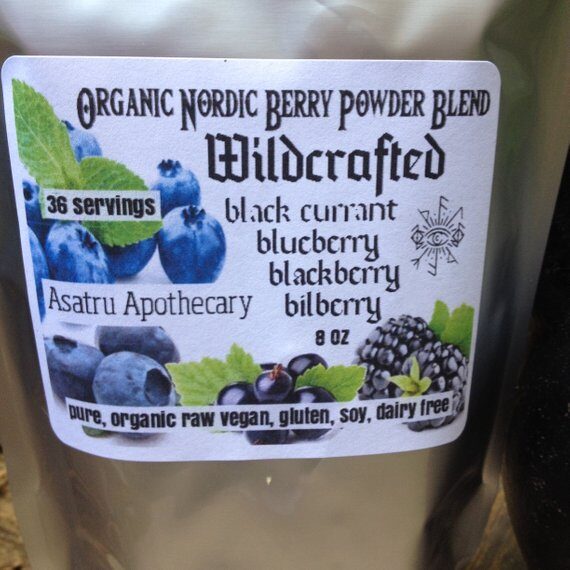 Organic Nordic Berry Powder Blend
Wildcrafted
36 servings
black currant
blueberry
blackberry
bilberry
Asatru Apothecary
8 oz
pure, organic raw vegan, gluten, soy, dairy free